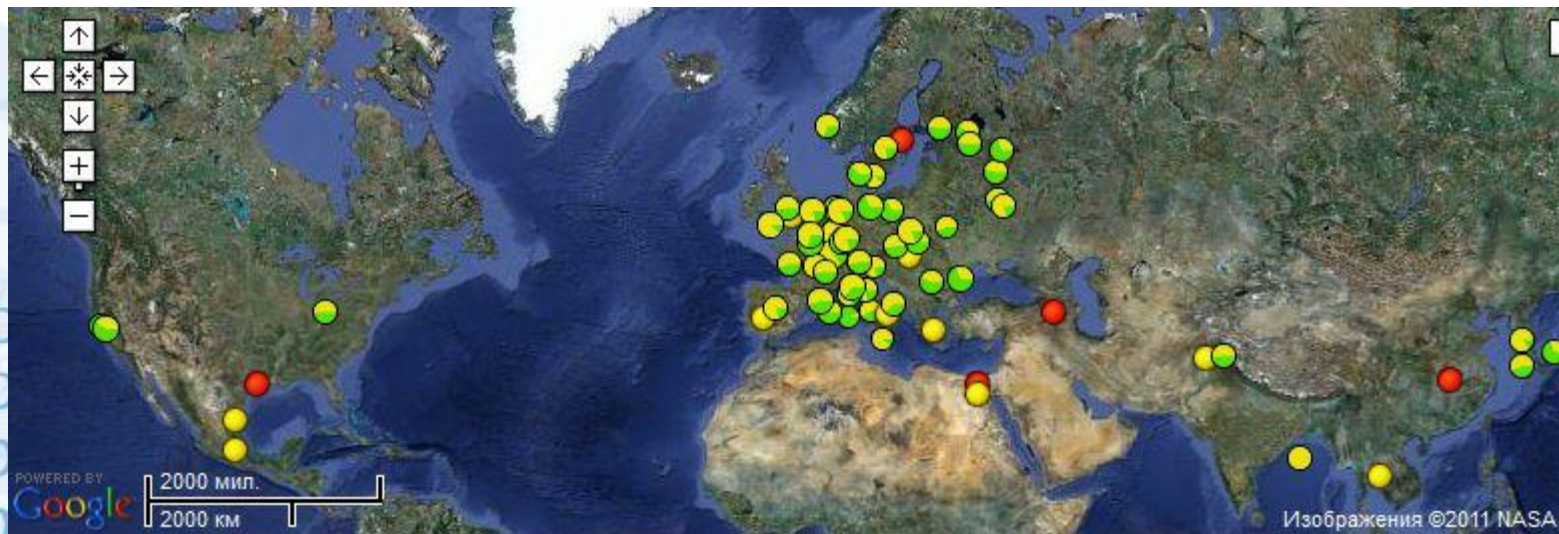 2000 мил.
POWERED BY
Google
2000 км
Изображения ©2011 NASA